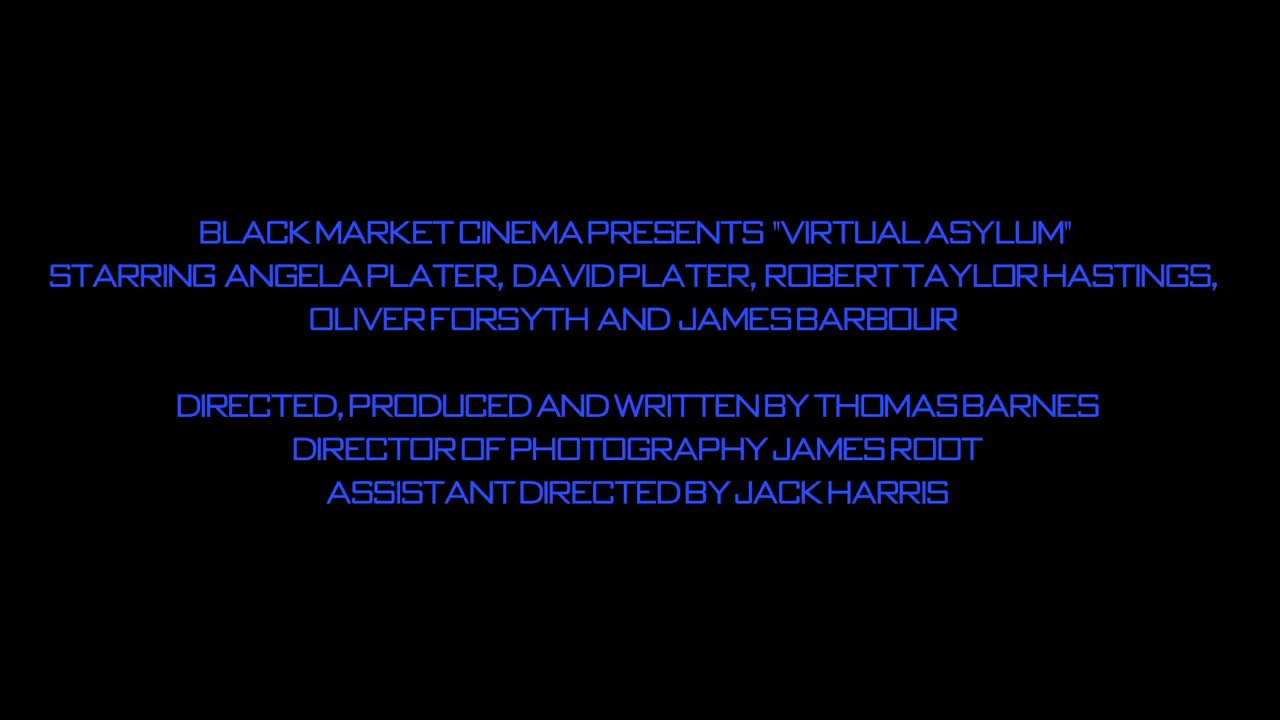 BLACK MARKET CINEMA PRESENTS "VIRTUAL ASYLUM"
STARRING ANGELA PLATER, DAVID PLATER, ROBERT TAYLOR HASTINGS,
OLIVER FORSYTH AND JAMES BARBOUR
DIRECTED, PRODUCED AND WRITTEN BY THOMAS BARNES
DIRECTOR OF PHOTOGRAPHY JAMES ROOT
ASSISTANT DIRECTED BY JACK HARRIS